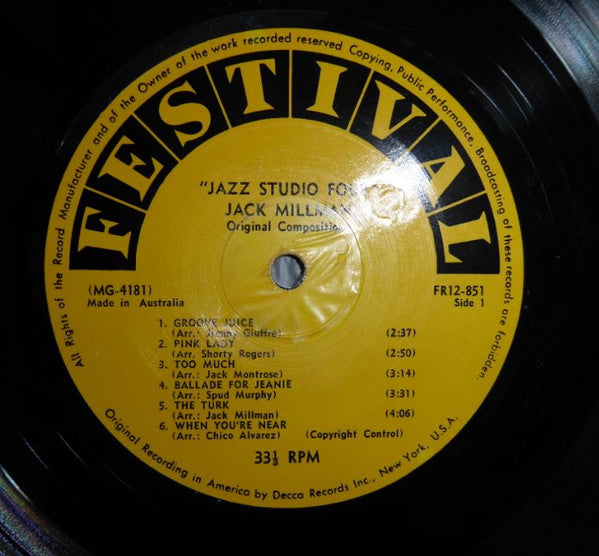 All Rights of the Record Manufacturer and of the Owner of the work recorded reserved Copying, Public Performance, Broadcasting of these records are forbidden.
FESTIVAL
"JAZZ STUDIO
JACK MILLMAN
Original
(MG-4181) FR12-851
Made in Australia Side 1
1. GROOVE JUICE
(Arr.: Jimmy Giuffre) (2:37)
2. PINK LADY
(Arr. Shorty Rogers) (2:50)
3. TOO MUCH
(Arr.: Jack Montrose) (3:14)
4. BALLADE FOR JEANIE
(Arr.: Spud Murphy) (3:31)
5. THE TURK
(Arr.: Jack Millman) (4:06)
6. WHEN YOU'RE NEAR
(Arr.: Chico Alvarez) (Copyright Control)
33⅓ RPM
Original Recording in America by Decca Records Inc., New York, U.S.A.